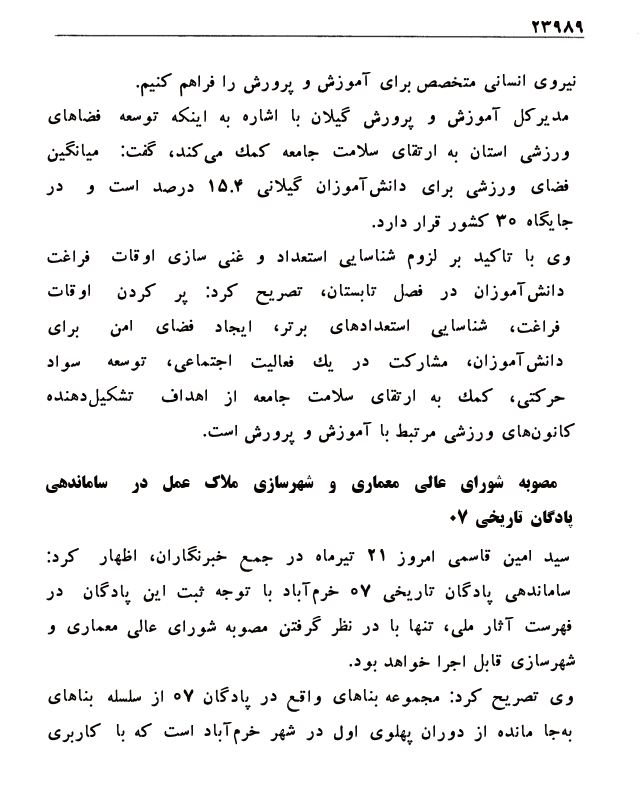 ۲۳۹۸۹
نیروی انسانی متخصص برای آموزش و پرورش را فراهم کنیم.
مدیرکل آموزش و پرورش گیلان با اشاره به اینکه توسعه فضاهای
ورزشی استان به ارتقای سلامت جامعه کمک می‌کند، گفت: میانگین
فضای ورزشی برای دانش‌آموزان گیلانی ۱۵.۴ درصد است و در
جایگاه ۳۰ کشور قرار دارد.
وی با تاکید بر لزوم شناسایی استعداد و غنی سازی اوقات فراغت
دانش‌آموزان در فصل تابستان، تصریح کرد: پر کردن اوقات
فراغت، شناسایی استعدادهای برتر، ایجاد فضای امن برای
دانش‌آموزان، مشارکت در یک فعالیت اجتماعی، توسعه سواد
حرکتی، کمک به ارتقای سلامت جامعه از اهداف تشکیل‌دهنده
کانون‌های ورزشی مرتبط با آموزش و پرورش است.
مصوبه شورای عالی معماری و شهرسازی ملاک عمل در ساماندهی
پادگان تاریخی ۰۷
سید امین قاسمی امروز ۲۱ تیرماه در جمع خبرنگاران، اظهار کرد:
ساماندهی پادگان تاریخی ۰۷ خرم‌آباد با توجه ثبت این پادگان در
فهرست آثار ملی، تنها با در نظر گرفتن مصوبه شورای عالی معماری و
شهرسازی قابل اجرا خواهد بود.
وی تصریح کرد: مجموعه بناهای واقع در پادگان ۰۷ از سلسله بناهای
به‌جا مانده از دوران پهلوی اول در شهر خرم‌آباد است که با کاربری